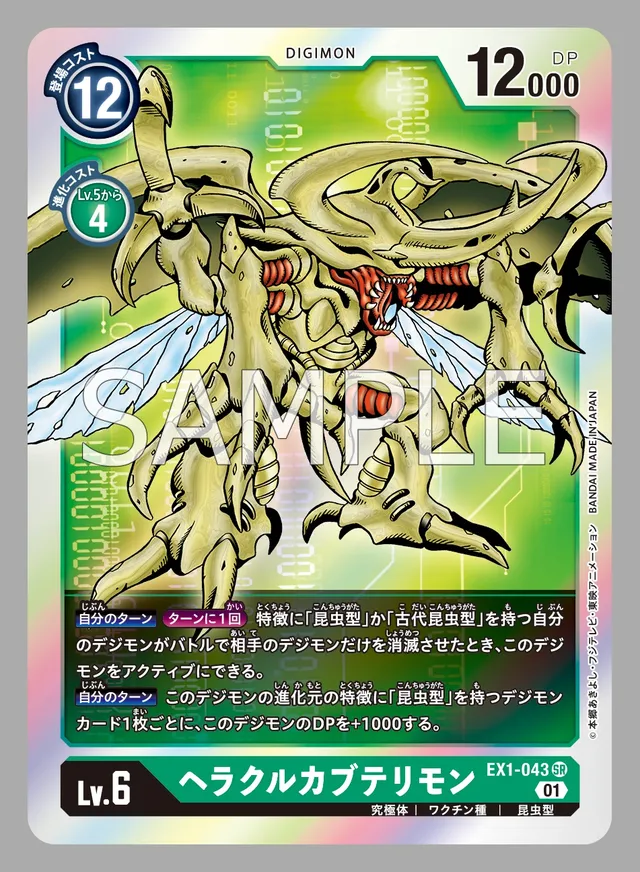 登場コスト
12
DIGIMON
12000
DP
進化コスト
Lv.5から
4
SAMPLE
自分のターン ターンに1回 特徴に「昆虫型」か「古代昆虫型」を持つ自分
のデジモンがバトルで相手のデジモンだけを消滅させたとき、このデジ
モンをアクティブにできる。
自分のターン このデジモンの進化元の特徴に「昆虫型」を持つデジモン
カード1枚ごとに、このデジモンのDPを+1000する。
©本郷あきよし・フジテレビ・東映アニメーション BANDAI MADE IN JAPAN
Lv.6
ヘラクルカブテリモン
EX1-043 SR
01
究極体 | ワクチン種 | 昆虫型